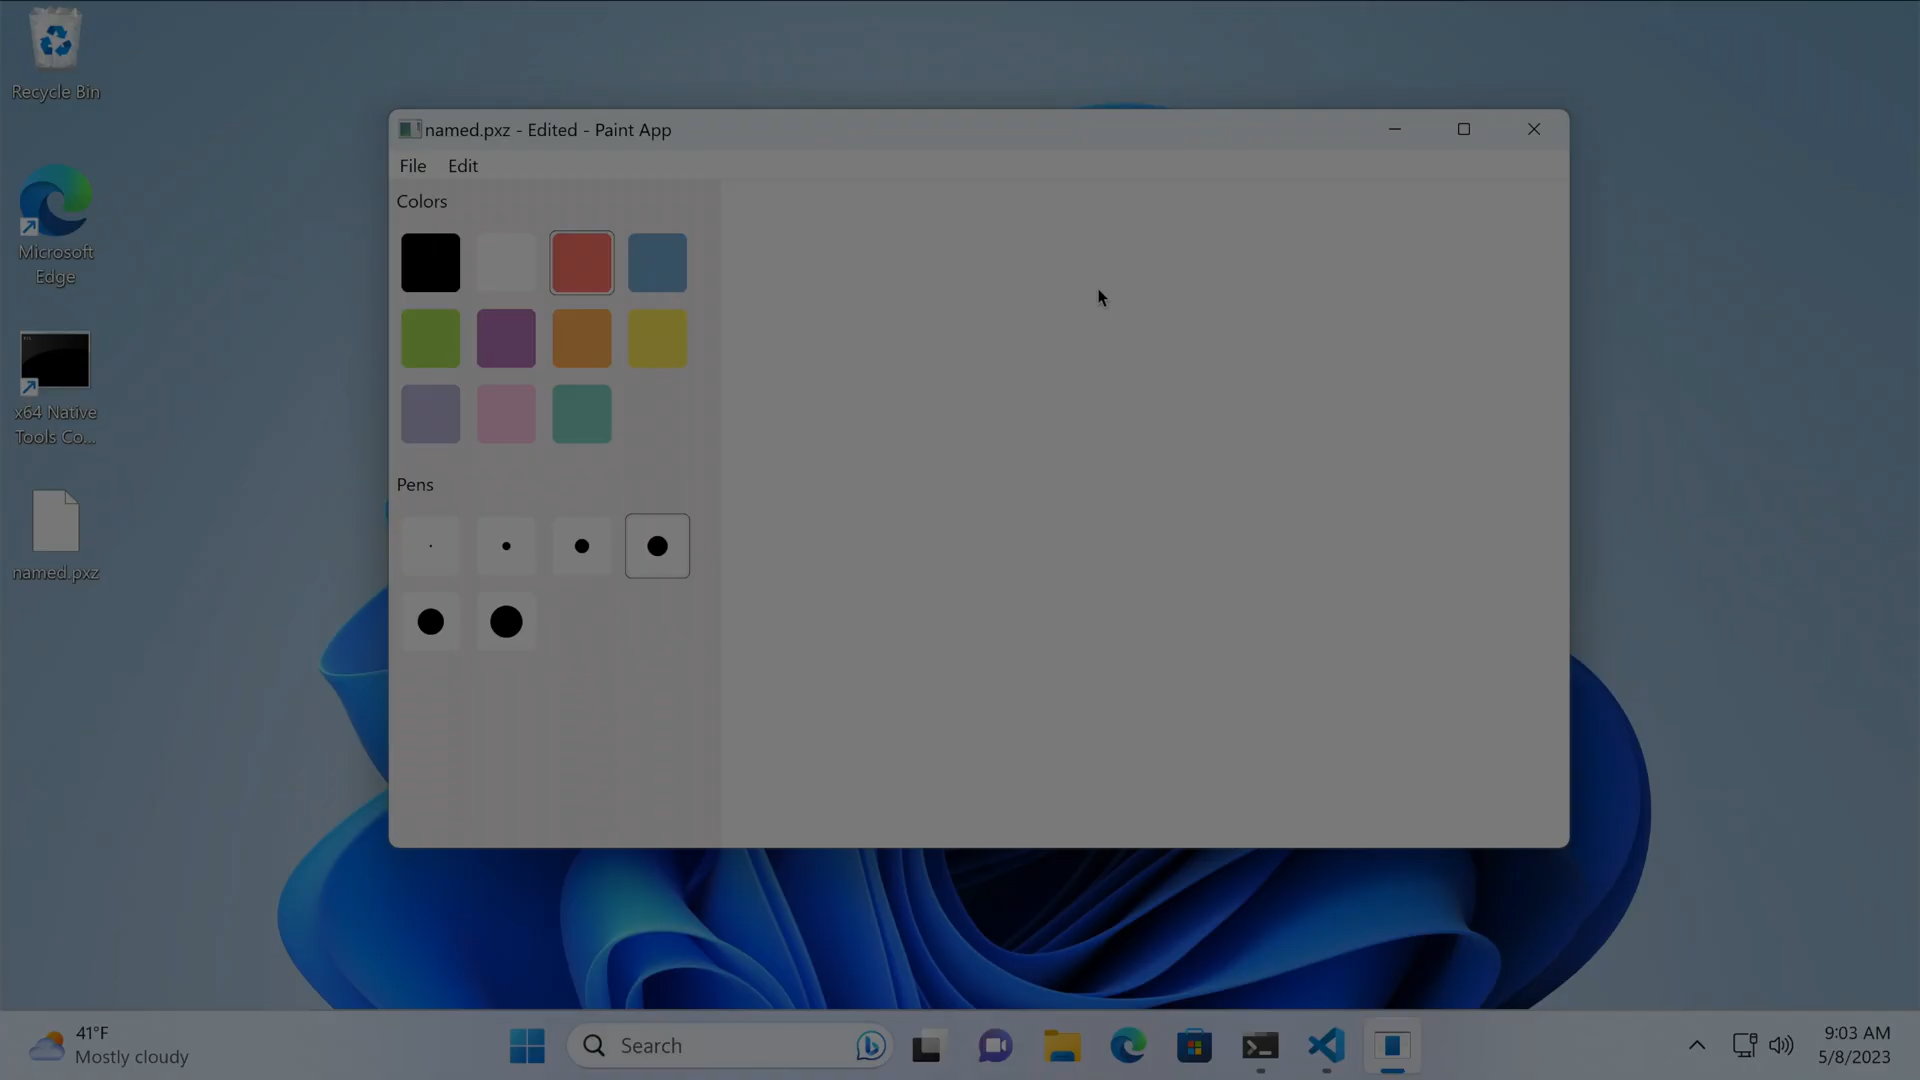 Recycle Bin
Microsoft
Edge
x64 Native
Tools Co...
named.pxz
named.pxz - Edited - Paint App
File Edit
Colors
Pens
41°F
Mostly cloudy
Search
9:03 AM
5/8/2023